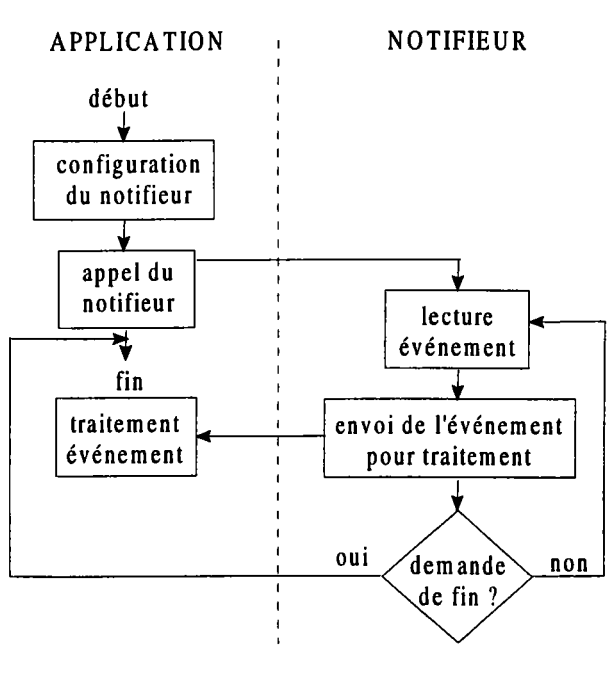 APPLICATION
NOTIFIEUR
début
configuration
du notifieur
appel du
notifieur
lecture
événement
fin
traitement
événement
envoi de l'événement
pour traitement
oui
demande
de fin ?
non